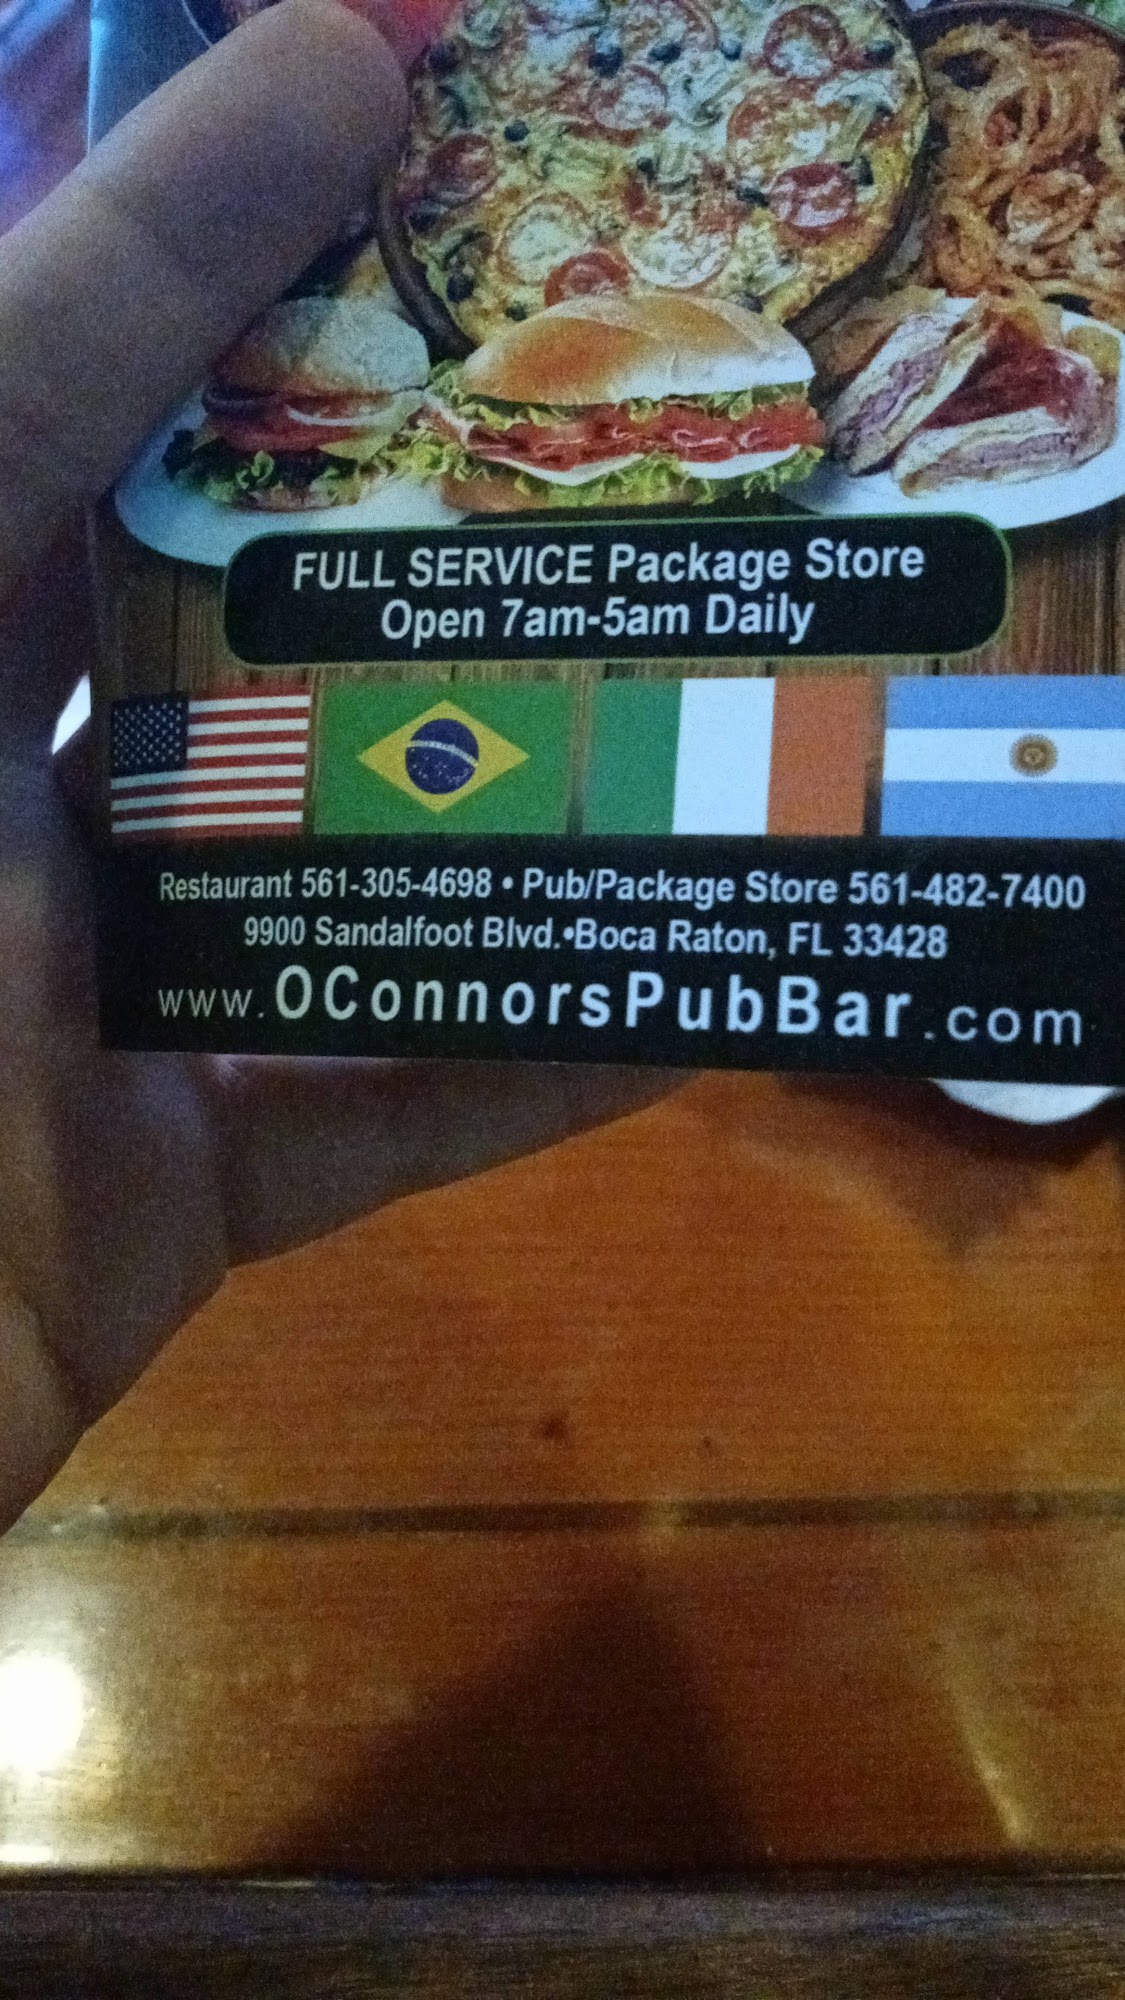 FULL SERVICE Package Store
Open 7am-5am Daily
Restaurant 561-305-4698 • Pub/Package Store 561-482-7400
9900 Sandalfoot Blvd.•Boca Raton, FL 33428
www.OConnorsPubBar.com